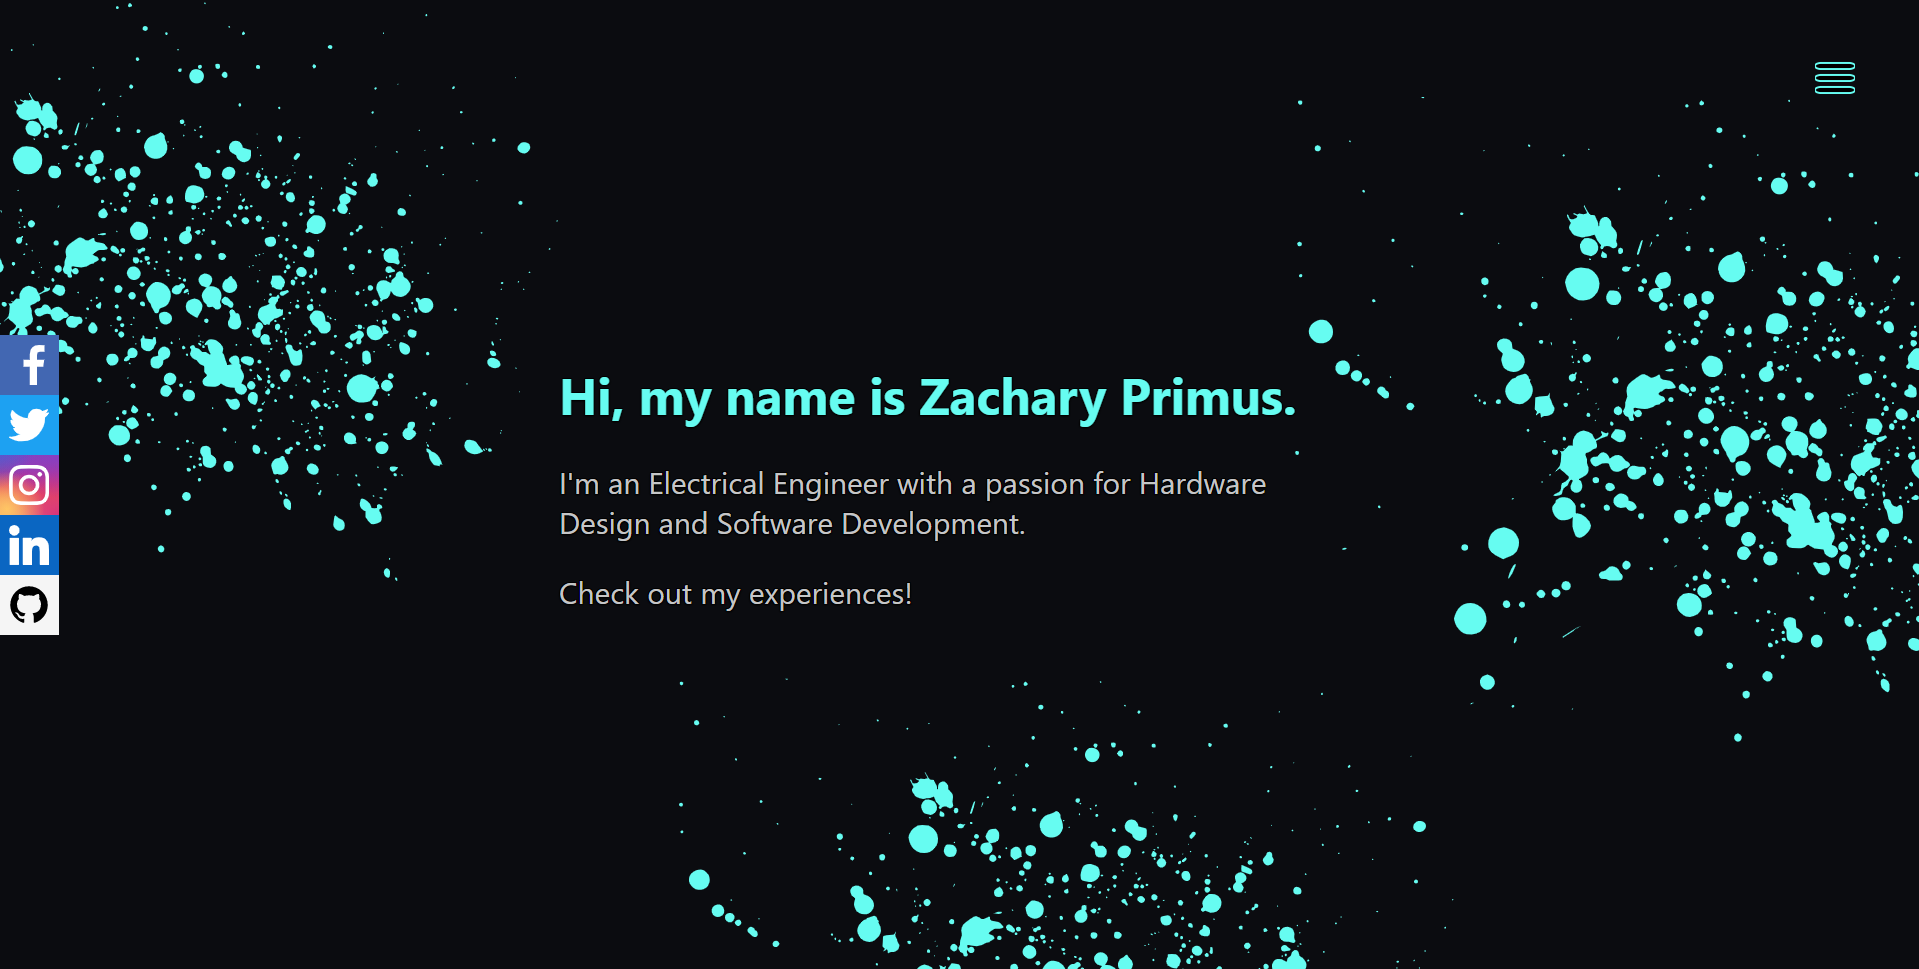 Hi, my name is Zachary Primus.
I'm an Electrical Engineer with a passion for Hardware
Design and Software Development.
Check out my experiences!